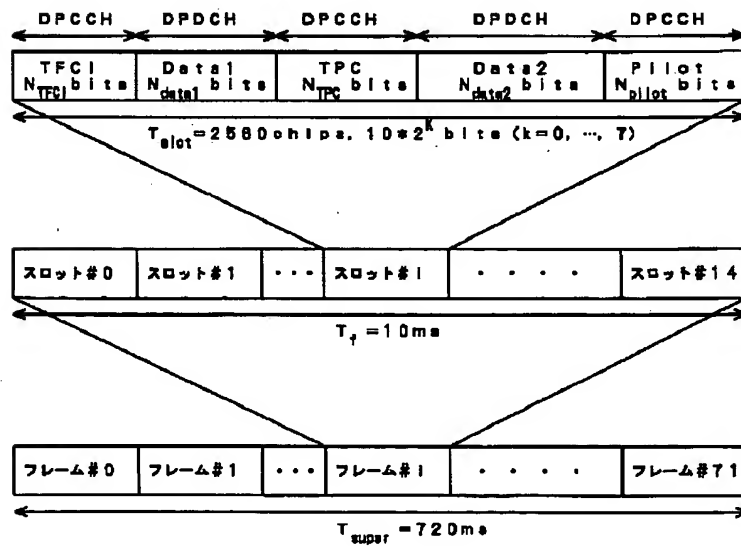 DPCCH DPDCH DPCCH DPDCH DPCCH
TFCI Data1 TPC Data2 Pilot
N_TFCI bits N_data1 bits N_TPC bits N_data2 bits N_pilot bits
T_slot=2560chips, 10*2^k bits (k=0, …, 7)
スロット#0 スロット#1 ... スロット#i . . . . スロット#14
T_f=10ms
フレーム#0 フレーム#1 ... フレーム#i . . . . フレーム#71
T_super=720ms